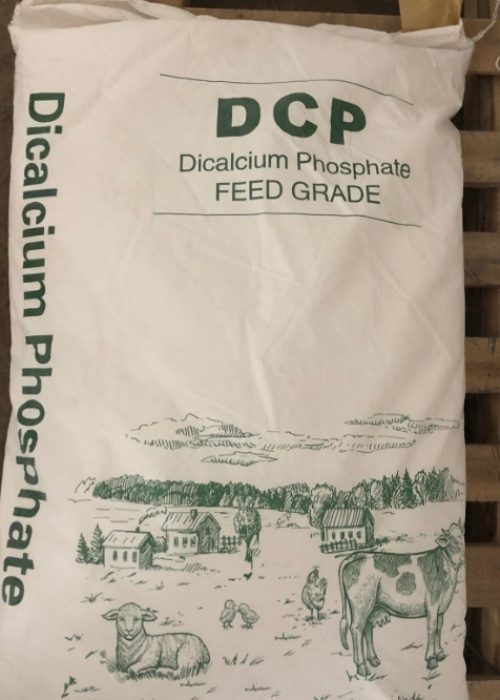 DCP
Dicalcium Phosphate
FEED GRADE
Dicalcium Phosphate